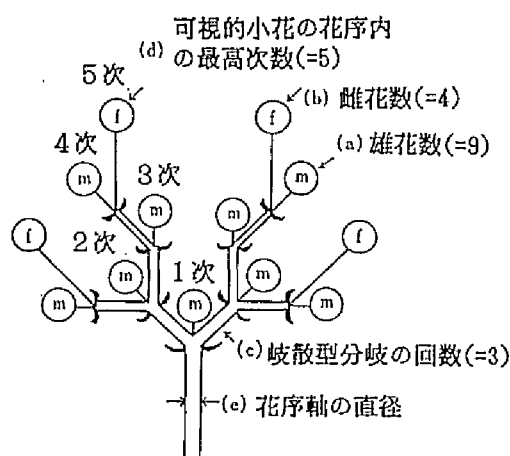 可視的小花の花序内
(d) の最高次数(=5)
5次
f
f
(b) 雌花数(=4)
4次
m
3次
m
m
m
(a) 雄花数(=9)
f
2次
m
1次
m
f
m
m
m
(c) 岐散型分岐の回数(=3)
(e) 花序軸の直径